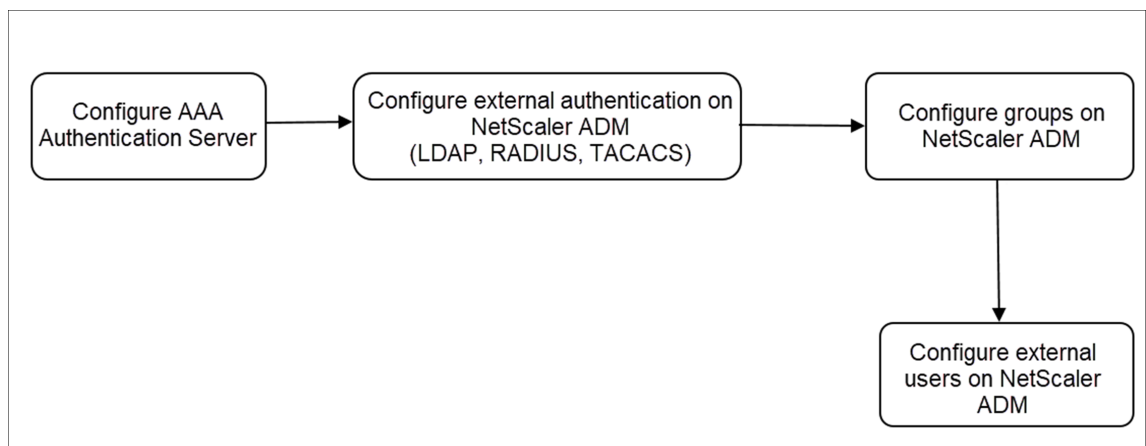 Configure AAA
Authentication Server
Configure external authentication on
NetScaler ADM
(LDAP, RADIUS, TACACS)
Configure groups on
NetScaler ADM
Configure external
users on NetScaler
ADM